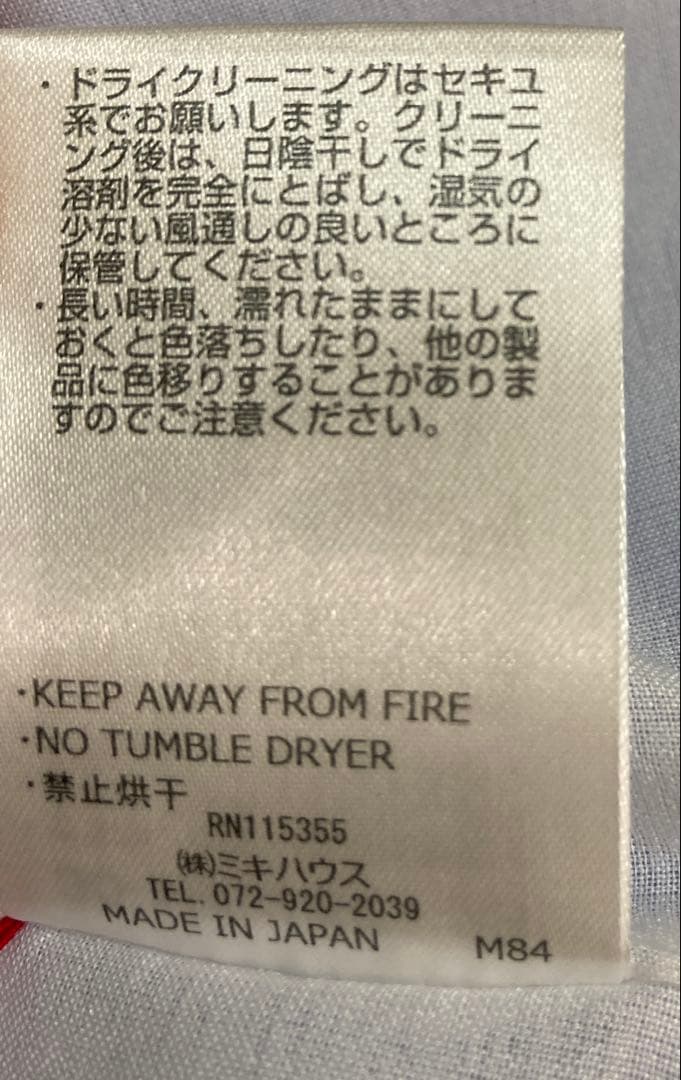 ・ドライクリーニングはセキユ
系でお願いします。クリーニ
ング後は、日陰干しでドライ
溶剤を完全にとばし、湿気の
少ない風通しの良いところに
保管してください。
・長い時間、濡れたままにして
おくと色落ちしたり、他の製
品に色移りすることがありま
すのでご注意ください。
・KEEP AWAY FROM FIRE
・NO TUMBLE DRYER
・禁止烘干
RN115355
㈱ミキハウス
TEL. 072-920-2039
MADE IN JAPAN
M84